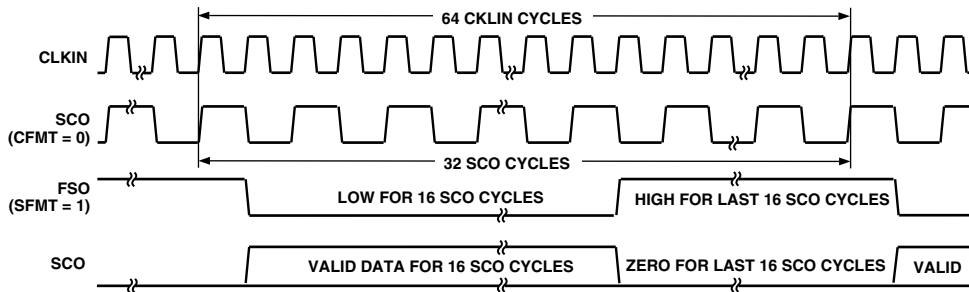 64 CKLIN CYCLES
CLKIN
SCO
(CFMT = 0)
32 SCO CYCLES
FSO
(SFMT = 1)
LOW FOR 16 SCO CYCLES
HIGH FOR LAST 16 SCO CYCLES
SCO
VALID DATA FOR 16 SCO CYCLES
ZERO FOR LAST 16 SCO CYCLES
VALID